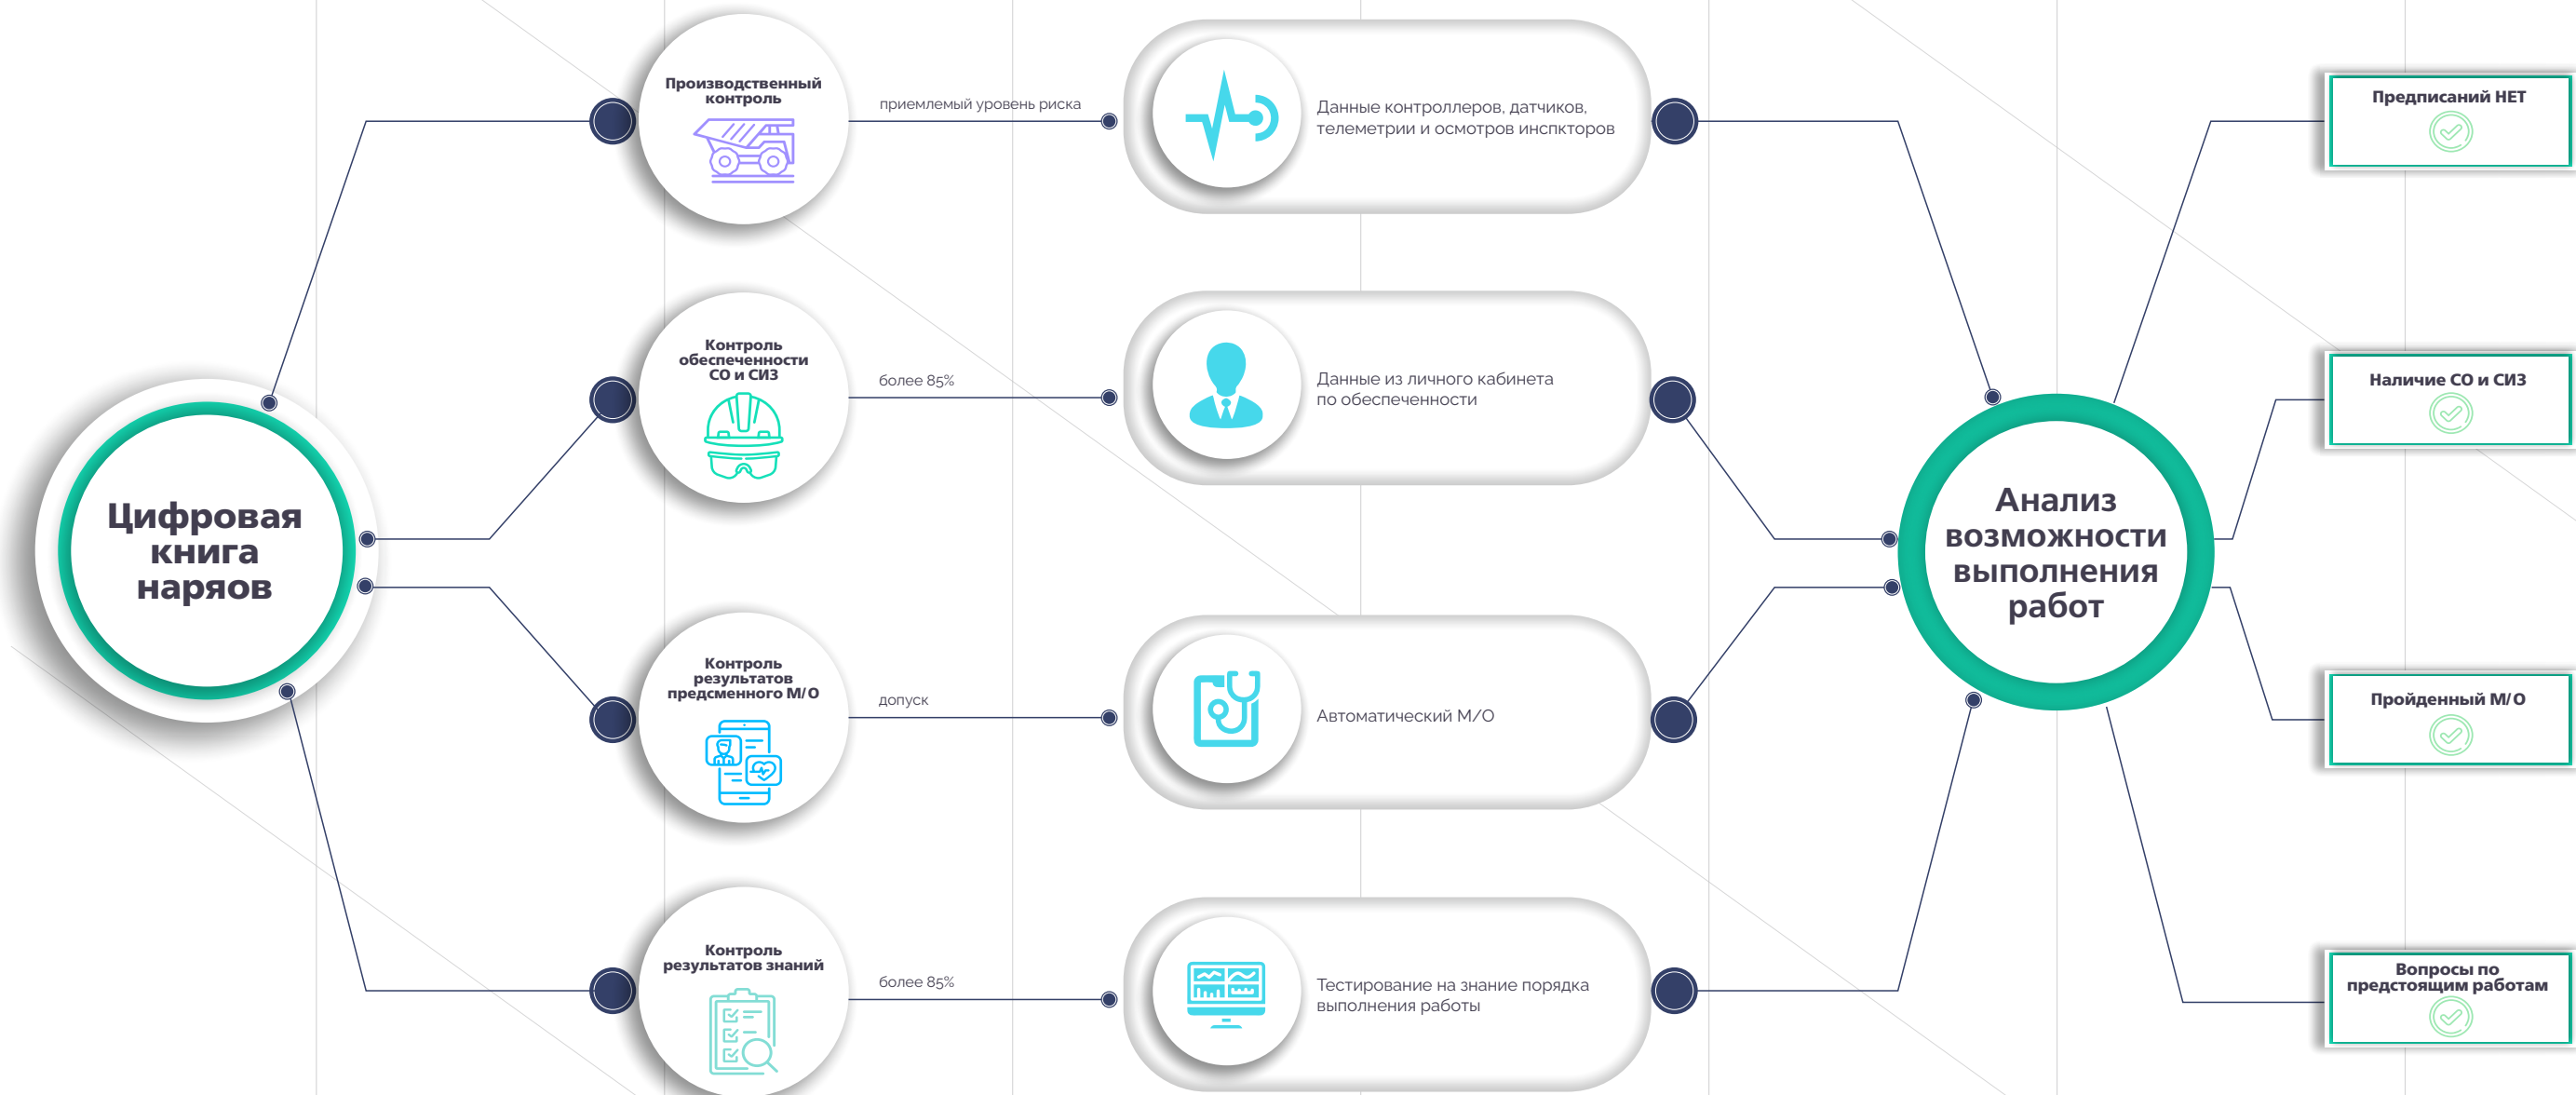 Цифровая
книга
наряов
Производственный
контроль
приемлемый уровень риска
Данные контроллеров, датчиков,
телеметрии и осмотров инспкторов
Контроль
обеспеченности
СО и СИЗ
более 85%
Данные из личного кабинета
по обеспеченности
Контроль
результатов
предсменного М/О
допуск
Автоматический М/О
Контроль
результатов знаний
более 85%
Тестирование на знание порядка
выполнения работы
Анализ
возможности
выполнения
работ
Предписаний НЕТ
Наличие СО и СИЗ
Пройденный М/О
Вопросы по
предстоящим работам